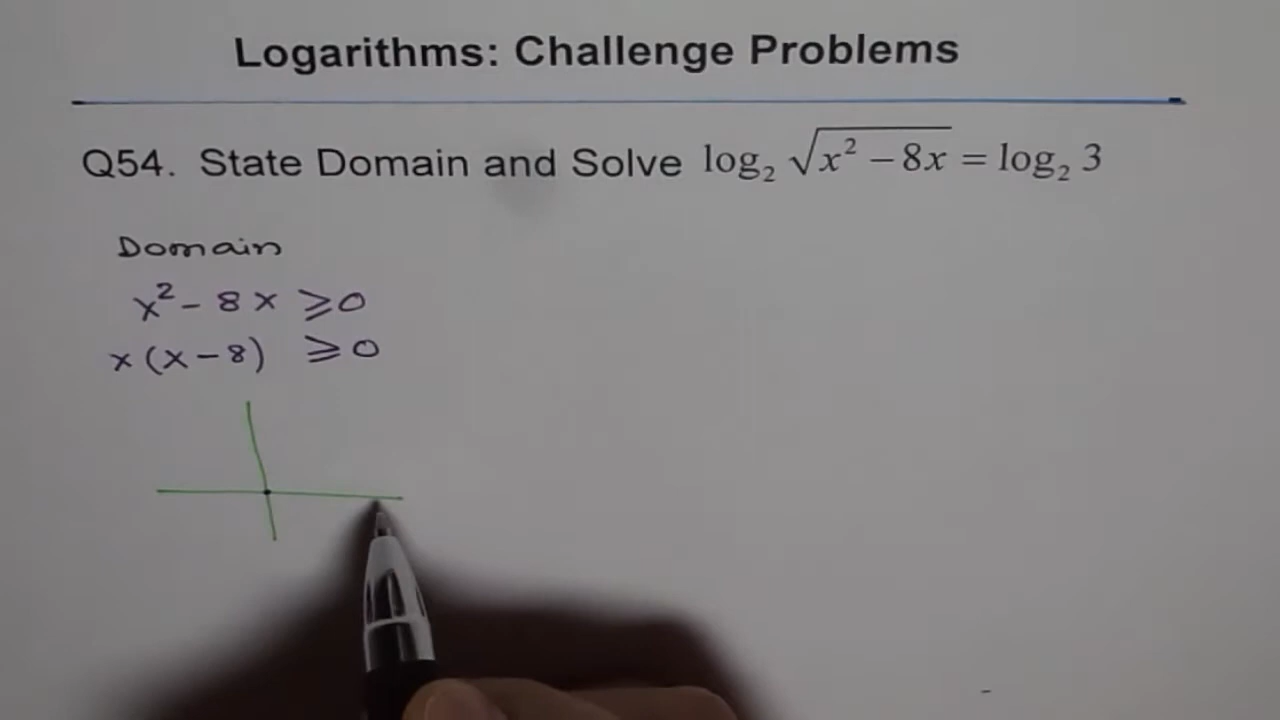 Logarithms: Challenge Problems
Q54. State Domain and Solve log₂ √(x² − 8x) = log₂ 3
Domain
x² − 8x ⩾ 0
x(x − 8) ⩾ 0